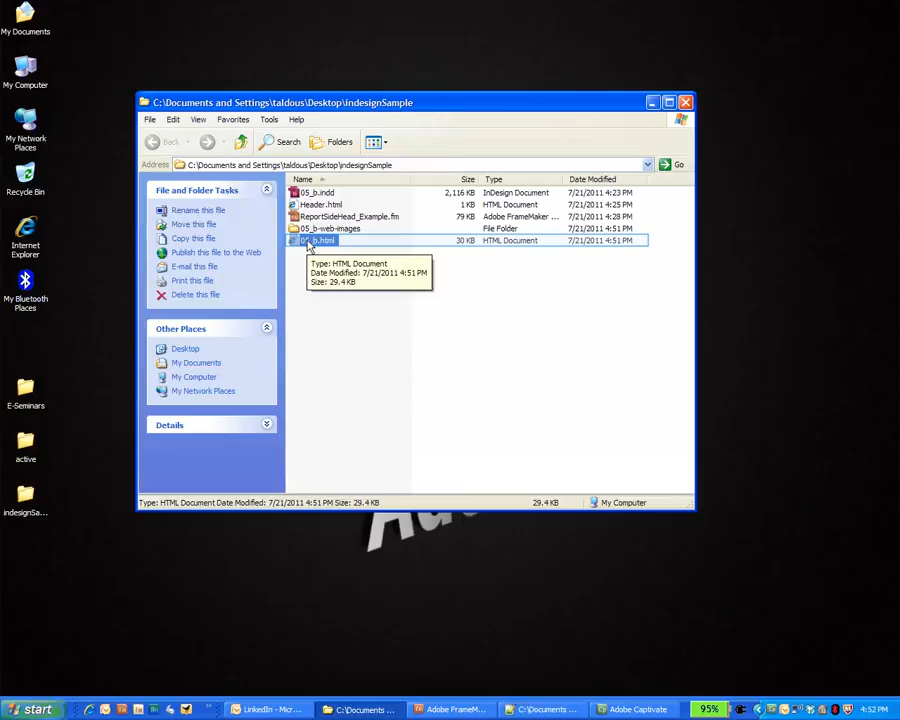 My Documents
My Computer
My Network
Places
Recycle Bin
Internet
Explorer
My Bluetooth
Places
E-Seminars
active
indesignSa...
C:\Documents and Settings\taldous\Desktop\indesignSample
File Edit View Favorites Tools Help
Back Search Folders
Address C:\Documents and Settings\taldous\Desktop\indesignSample Go
File and Folder Tasks
Rename this file
Move this file
Copy this file
Publish this file to the Web
E-mail this file
Print this file
Delete this file
Other Places
Desktop
My Documents
My Computer
My Network Places
Details
Name Size Type Date Modified
05_b.indd 2,116 KB InDesign Document 7/21/2011 4:23 PM
Header.html 1 KB HTML Document 7/21/2011 4:25 PM
ReportSideHead_Example.fm 79 KB Adobe FrameMaker ... 7/21/2011 4:28 PM
05_b-web-images File Folder 7/21/2011 4:51 PM
05_b.html 30 KB HTML Document 7/21/2011 4:51 PM
Type: HTML Document
Date Modified: 7/21/2011 4:51 PM
Size: 29.4 KB
Type: HTML Document Date Modified: 7/21/2011 4:51 PM Size: 29.4 KB 29.4 KB My Computer
start LinkedIn - Micr... C:\Documents ... Adobe FrameM... C:\Documents ... Adobe Captivate 95% 4:52 PM